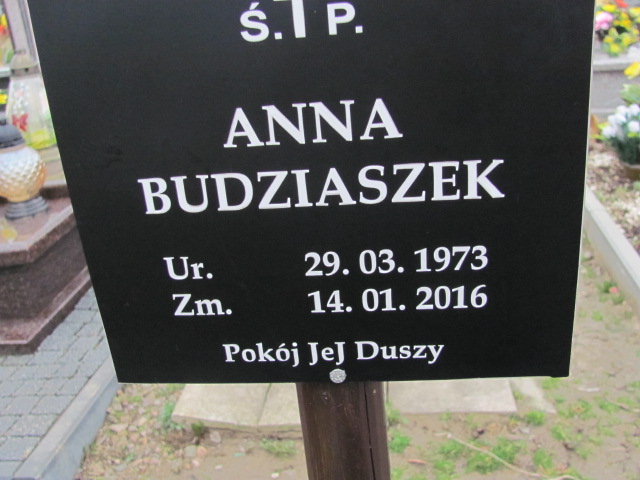 Ś.†P.
ANNA
BUDZIASZEK
Ur. 29. 03. 1973
Zm. 14. 01. 2016
Pokój JeJ Duszy